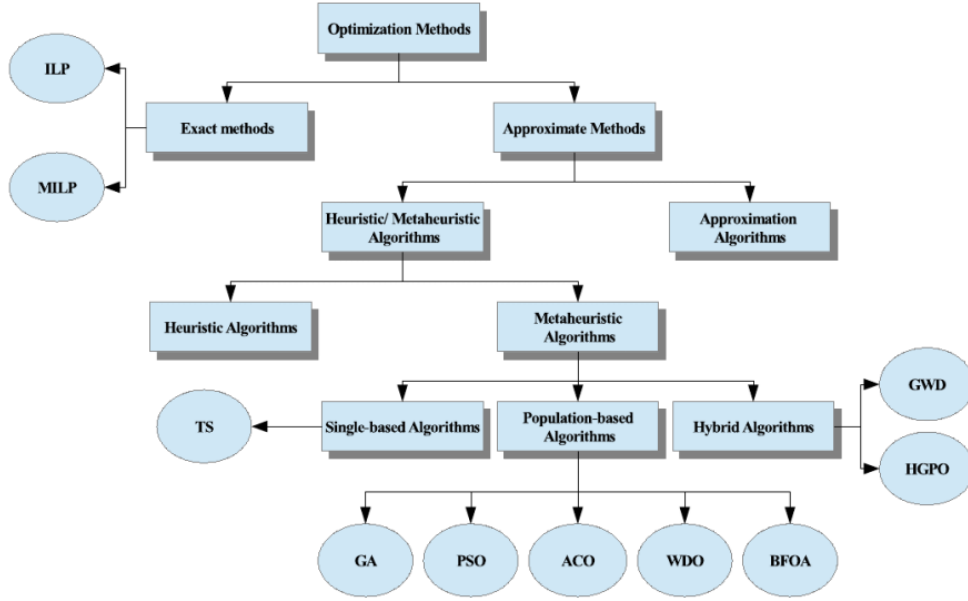 Optimization Methods
ILP
Exact methods
Approximate Methods
MILP
Heuristic/ Metaheuristic
Algorithms
Approximation
Algorithms
Heuristic Algorithms
Metaheuristic
Algorithms
GWD
TS
Single-based Algorithms
Population-based
Algorithms
Hybrid Algorithms
HGPO
GA
PSO
ACO
WDO
BFOA